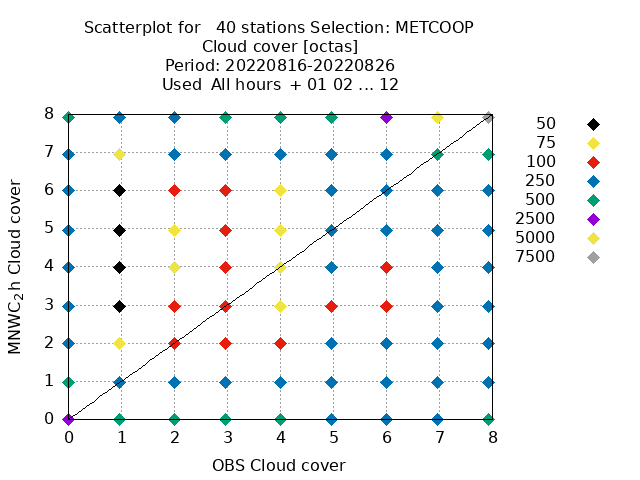 Scatterplot for   40 stations Selection: METCOOP
Cloud cover [octas]
Period: 20220816-20220826
Used  All hours  + 01 02 ... 12
8
7
6
5
4
3
2
1
0
0 1 2 3 4 5 6 7 8
MNWC2h Cloud cover
OBS Cloud cover
50
75
100
250
500
2500
5000
7500